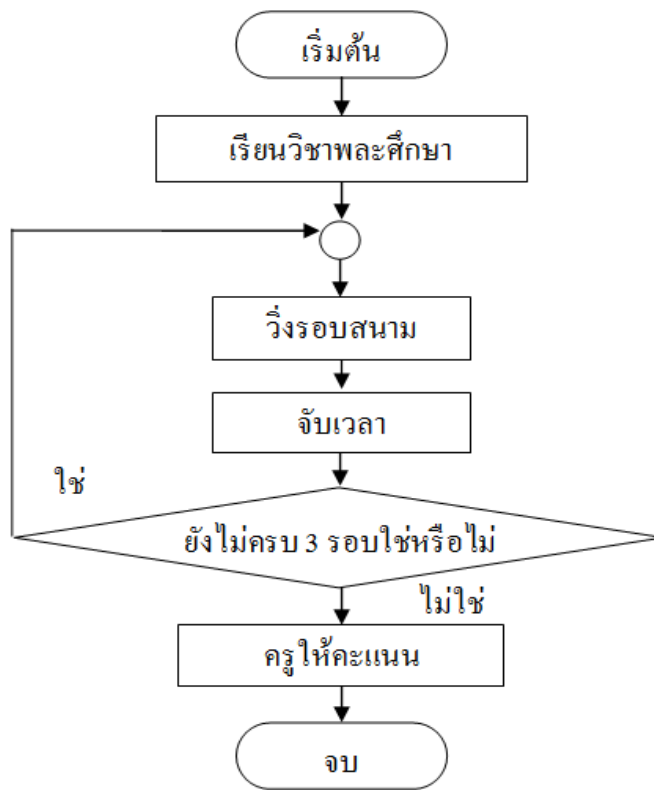 เริ่มต้น
เรียนวิชาพละศึกษา
วิ่งรอบสนาม
จับเวลา
ใช่
ยังไม่ครบ 3 รอบใช่หรือไม่
ไม่ใช่
ครูให้คะแนน
จบ